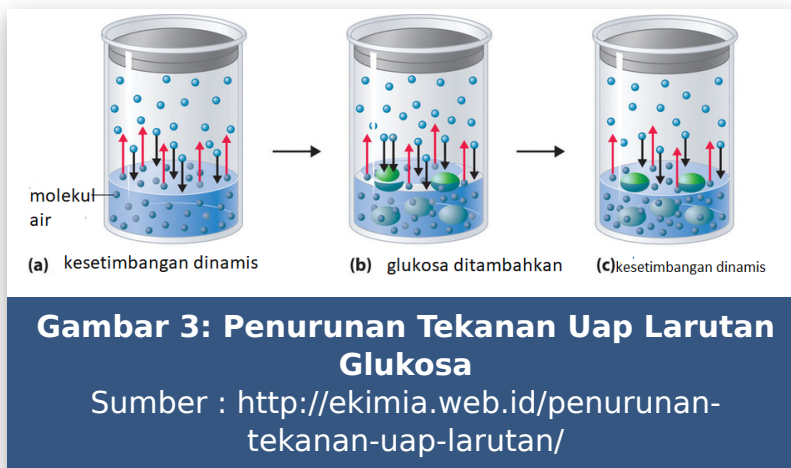 molekul
air
(a) kesetimbangan dinamis
(b) glukosa ditambahkan
(c)kesetimbangan dinamis
Gambar 3: Penurunan Tekanan Uap Larutan
Glukosa
Sumber : http://ekimia.web.id/penurunan-
tekanan-uap-larutan/